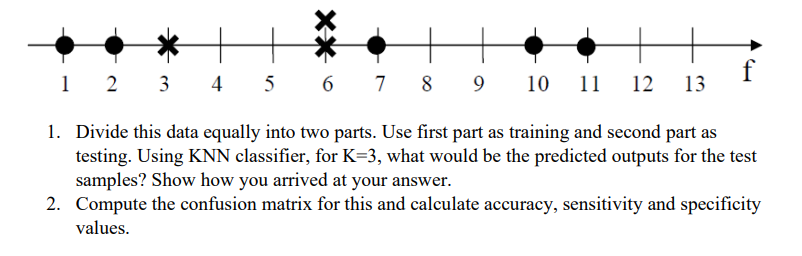 1 2 3 4 5 6 7 8 9 10 11 12 13 f
1. Divide this data equally into two parts. Use first part as training and second part as
testing. Using KNN classifier, for K=3, what would be the predicted outputs for the test
samples? Show how you arrived at your answer.
2. Compute the confusion matrix for this and calculate accuracy, sensitivity and specificity
values.